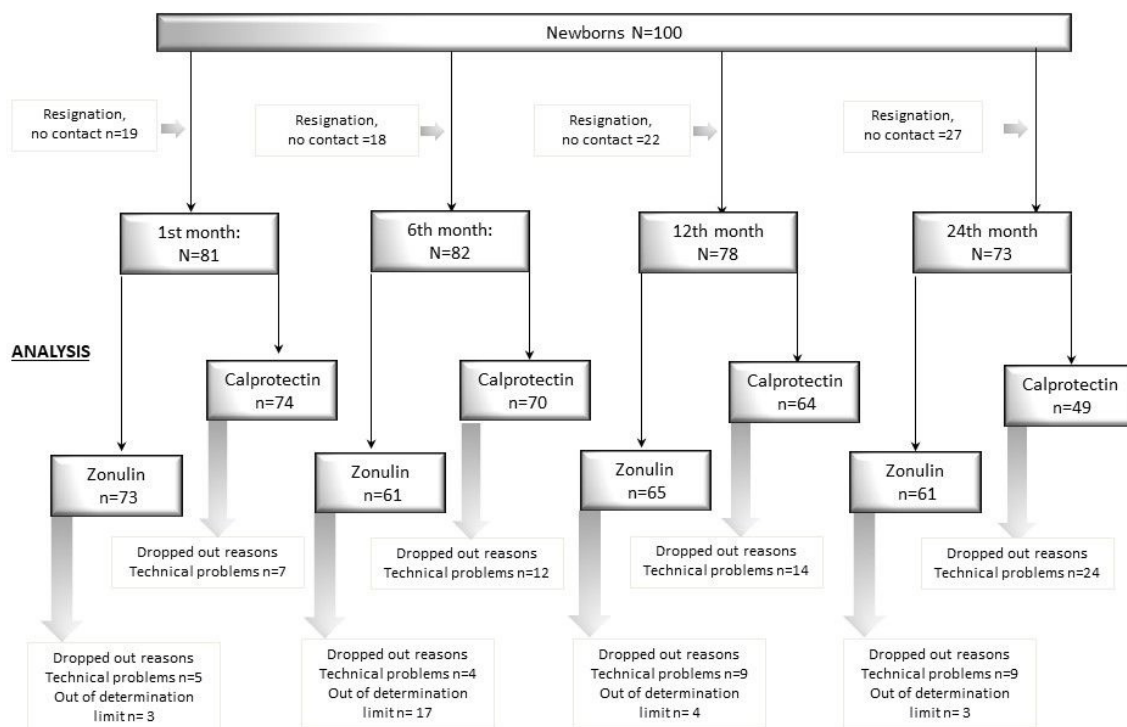 Newborns N=100
Resignation,
no contact n=19
Resignation,
no contact =18
Resignation,
no contact =22
Resignation,
no contact =27
1st month:
N=81
6th month:
N=82
12th month
N=78
24th month
N=73
ANALYSIS
Calprotectin
n=74
Calprotectin
n=70
Calprotectin
n=64
Calprotectin
n=49
Zonulin
n=73
Zonulin
n=61
Zonulin
n=65
Zonulin
n=61
Dropped out reasons
Technical problems n=7
Dropped out reasons
Technical problems n=12
Dropped out reasons
Technical problems n=14
Dropped out reasons
Technical problems n=24
Dropped out reasons
Technical problems n=5
Out of determination
limit n= 3
Dropped out reasons
Technical problems n=4
Out of determination
limit n= 17
Dropped out reasons
Technical problems n=9
Out of determination
limit n= 4
Dropped out reasons
Technical problems n=9
Out of determination
limit n= 3